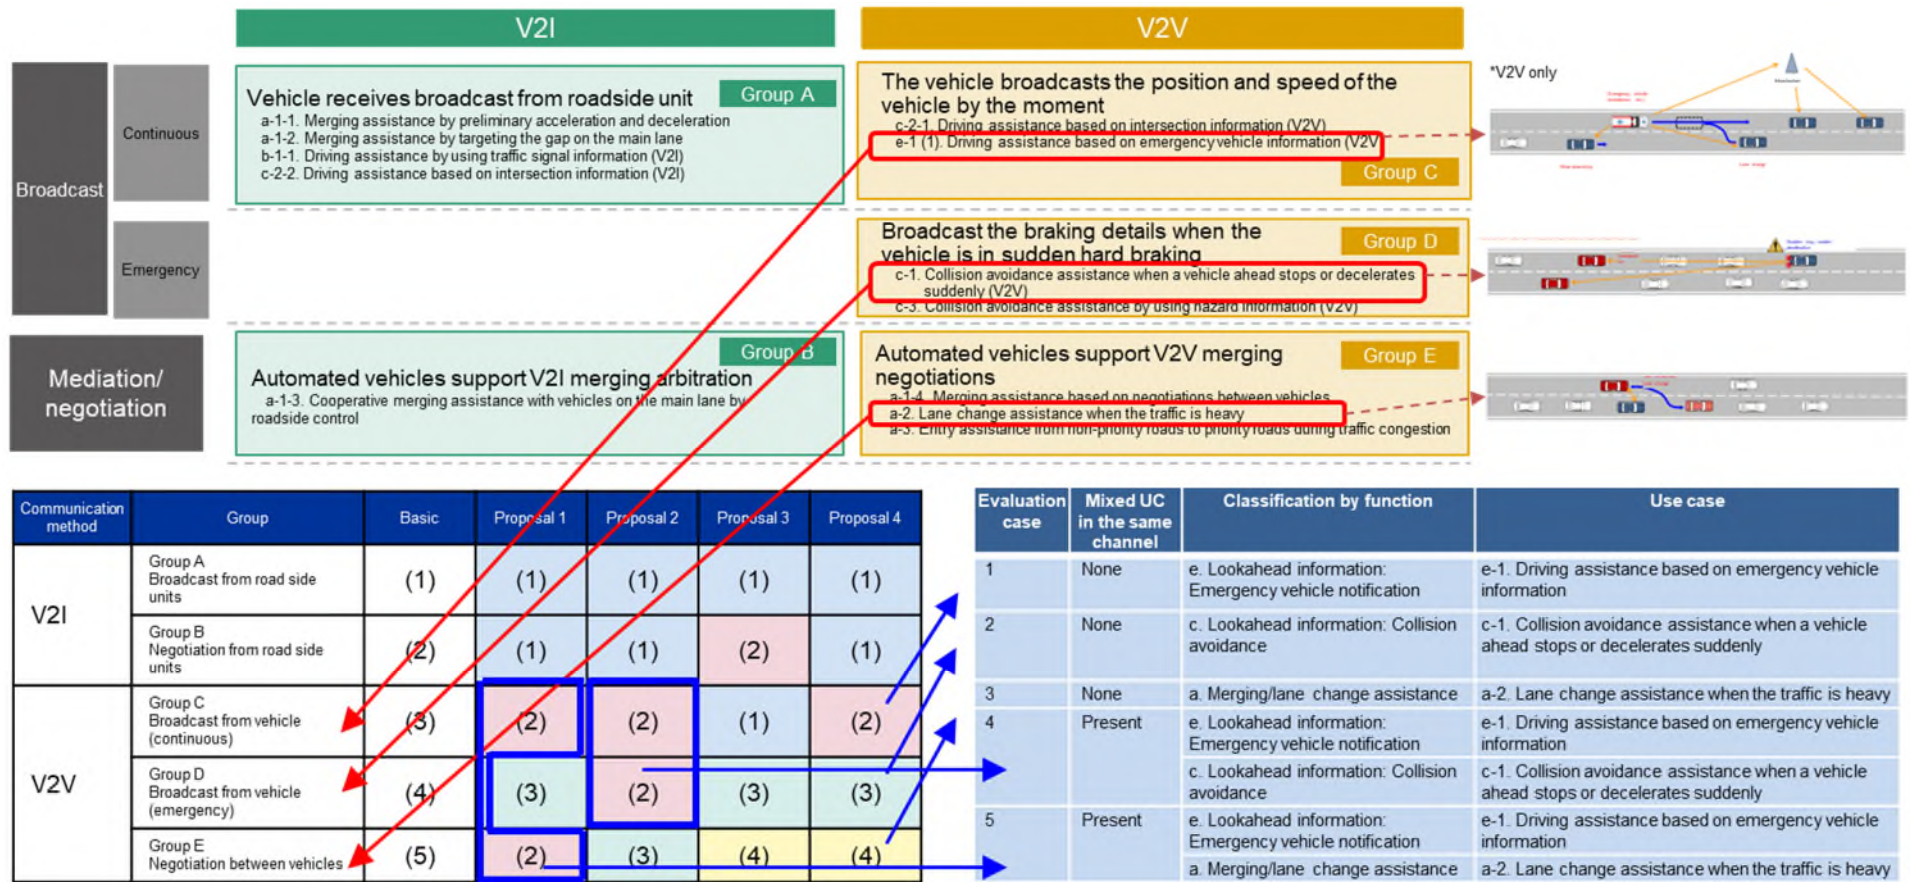 V2I
V2V
Broadcast
Continuous
Emergency
Mediation/
negotiation
Vehicle receives broadcast from roadside unit
Group A
a-1-1. Merging assistance by preliminary acceleration and deceleration
a-1-2. Merging assistance by targeting the gap on the main lane
b-1-1. Driving assistance by using traffic signal information (V2I)
c-2-2. Driving assistance based on intersection information (V2I)
The vehicle broadcasts the position and speed of the
vehicle by the moment
c-2-1. Driving assistance based on intersection information (V2V)
e-1 (1). Driving assistance based on emergency vehicle information (V2V)
Group C
*V2V only
Broadcast the braking details when the
vehicle is in sudden hard braking
Group D
c-1. Collision avoidance assistance when a vehicle ahead stops or decelerates
suddenly (V2V)
c-3. Collision avoidance assistance by using hazard information (V2V)
Group B
Automated vehicles support V2I merging arbitration
a-1-3. Cooperative merging assistance with vehicles on the main lane by
roadside control
Automated vehicles support V2V merging
negotiations
Group E
a-1-4. Merging assistance based on negotiations between vehicles
a-2. Lane change assistance when the traffic is heavy
a-3. Entry assistance from non-priority roads to priority roads during traffic congestion
Communication
method
Group
Basic
Proposal 1
Proposal 2
Proposal 3
Proposal 4
V2I
Group A
Broadcast from road side
units
(1)
(1)
(1)
(1)
(1)
Group B
Negotiation from road side
units
(2)
(1)
(1)
(2)
(1)
V2V
Group C
Broadcast from vehicle
(continuous)
(3)
(2)
(2)
(1)
(2)
Group D
Broadcast from vehicle
(emergency)
(4)
(3)
(2)
(3)
(3)
Group E
Negotiation between vehicles
(5)
(2)
(3)
(4)
(4)
Evaluation
case
Mixed UC
in the same
channel
Classification by function
Use case
1
None
e. Lookahead information:
Emergency vehicle notification
e-1. Driving assistance based on emergency vehicle
information
2
None
c. Lookahead information: Collision
avoidance
c-1. Collision avoidance assistance when a vehicle
ahead stops or decelerates suddenly
3
None
a. Merging/lane change assistance
a-2. Lane change assistance when the traffic is heavy
4
Present
e. Lookahead information:
Emergency vehicle notification
e-1. Driving assistance based on emergency vehicle
information
c. Lookahead information: Collision
avoidance
c-1. Collision avoidance assistance when a vehicle
ahead stops or decelerates suddenly
5
Present
e. Lookahead information:
Emergency vehicle notification
e-1. Driving assistance based on emergency vehicle
information
a. Merging/lane change assistance
a-2. Lane change assistance when the traffic is heavy